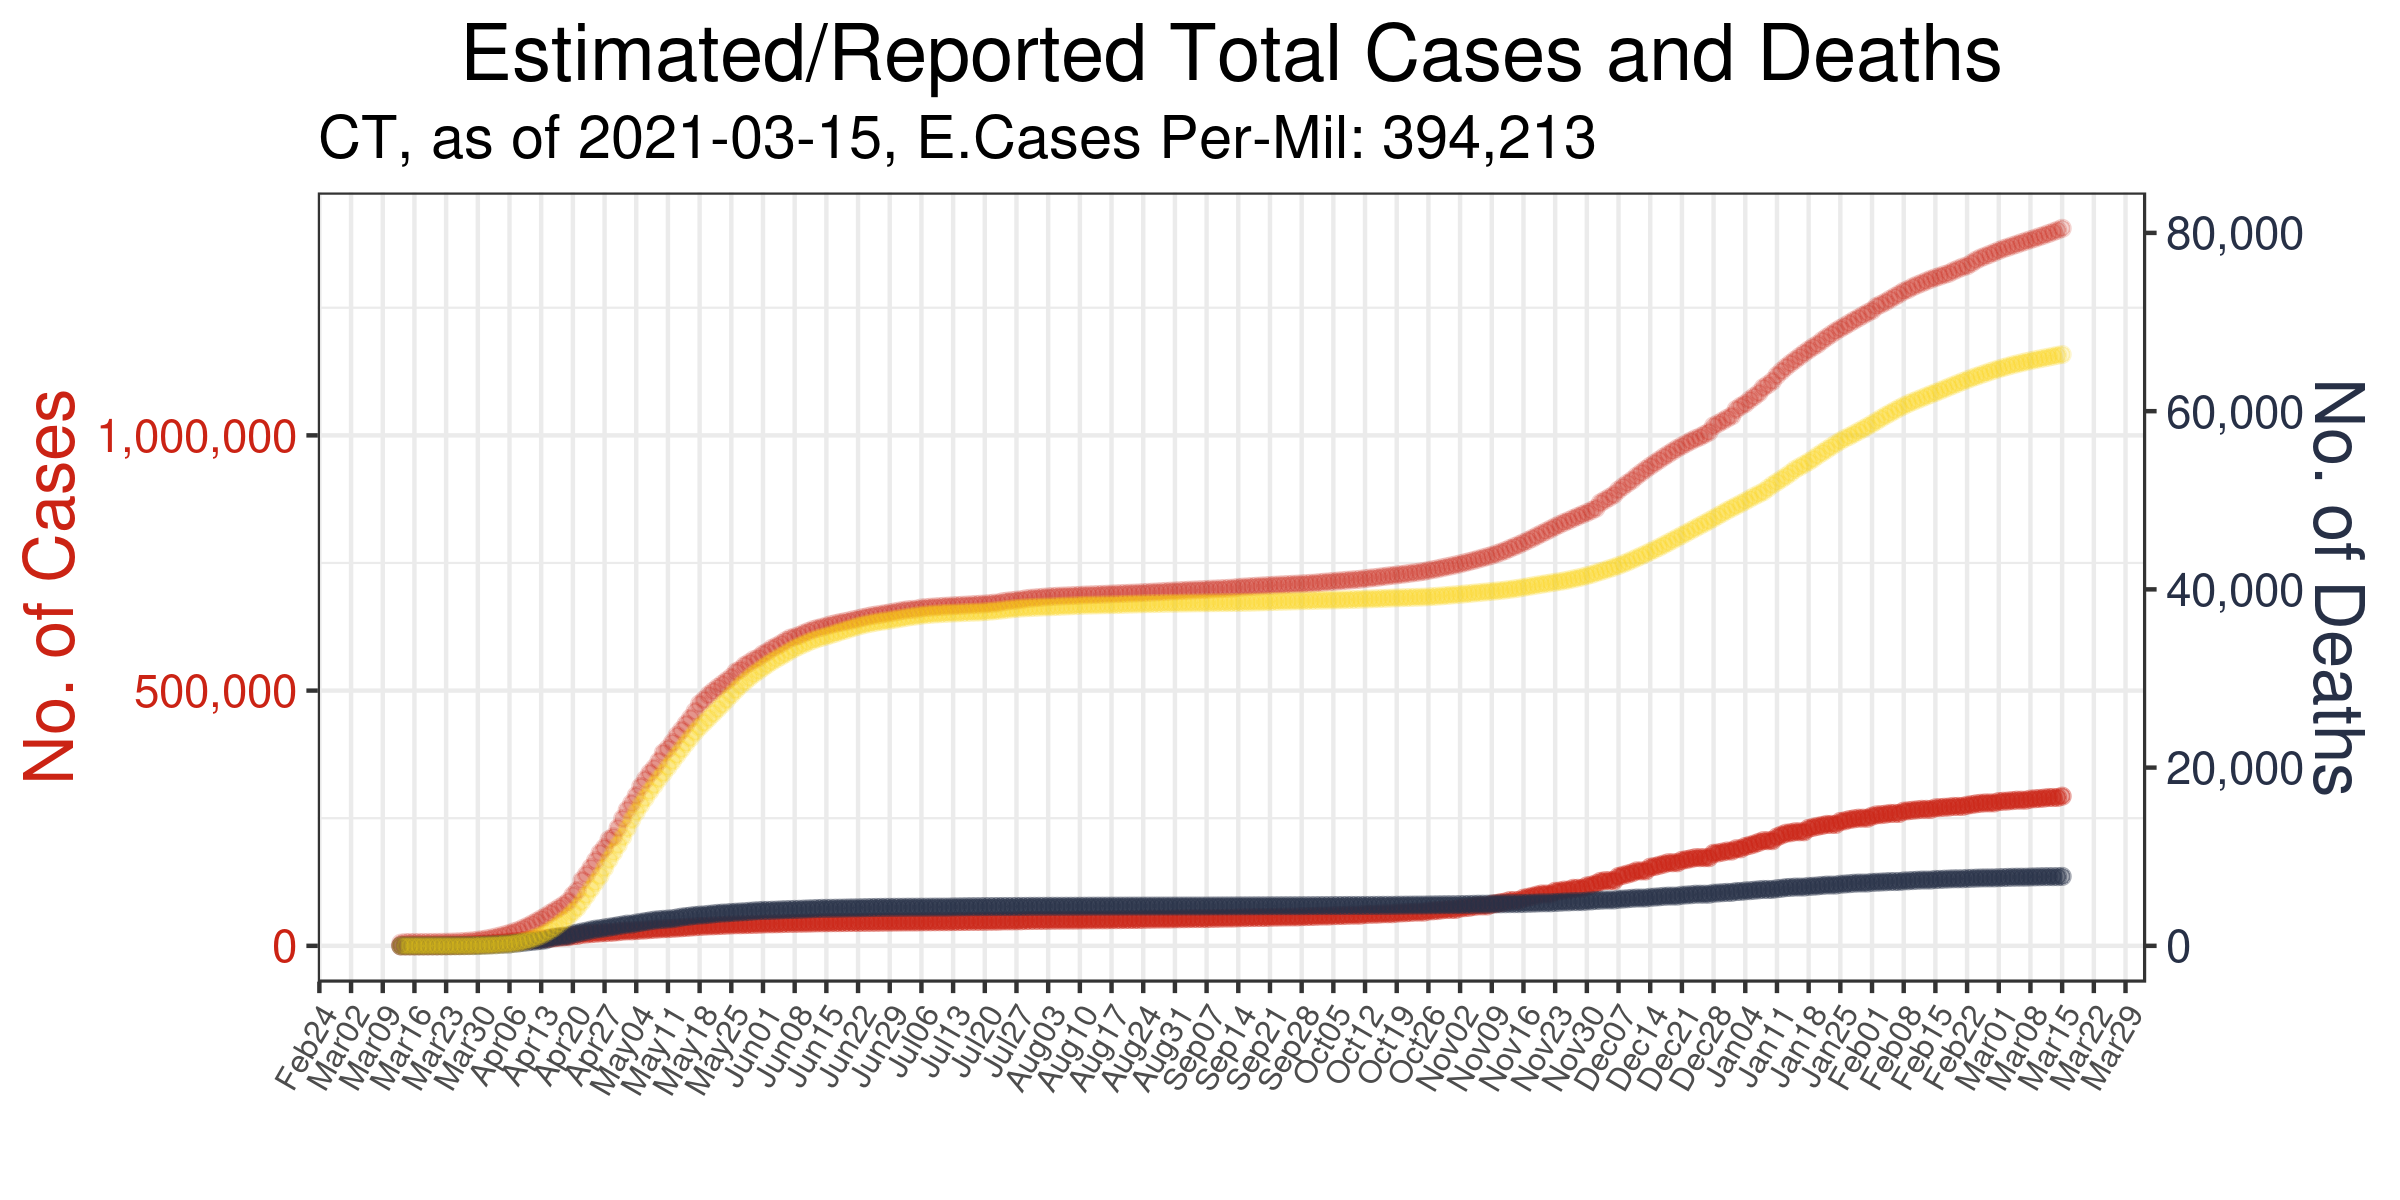 Estimated/Reported Total Cases and Deaths
CT, as of 2021-03-15, E.Cases Per-Mil: 394,213
No. of Cases
1,000,000
500,000
0
80,000
60,000
40,000
20,000
0
No. of Deaths
Feb24
Mar02
Mar09
Mar16
Mar23
Mar30
Apr06
Apr13
Apr20
Apr27
May04
May11
May18
May25
Jun01
Jun08
Jun15
Jun22
Jun29
Jul06
Jul13
Jul20
Jul27
Aug03
Aug10
Aug17
Aug24
Aug31
Sep07
Sep14
Sep21
Sep28
Oct05
Oct12
Oct19
Oct26
Nov02
Nov09
Nov16
Nov23
Nov30
Dec07
Dec14
Dec21
Dec28
Jan04
Jan11
Jan18
Jan25
Feb01
Feb08
Feb15
Feb22
Mar01
Mar08
Mar15
Mar22
Mar29